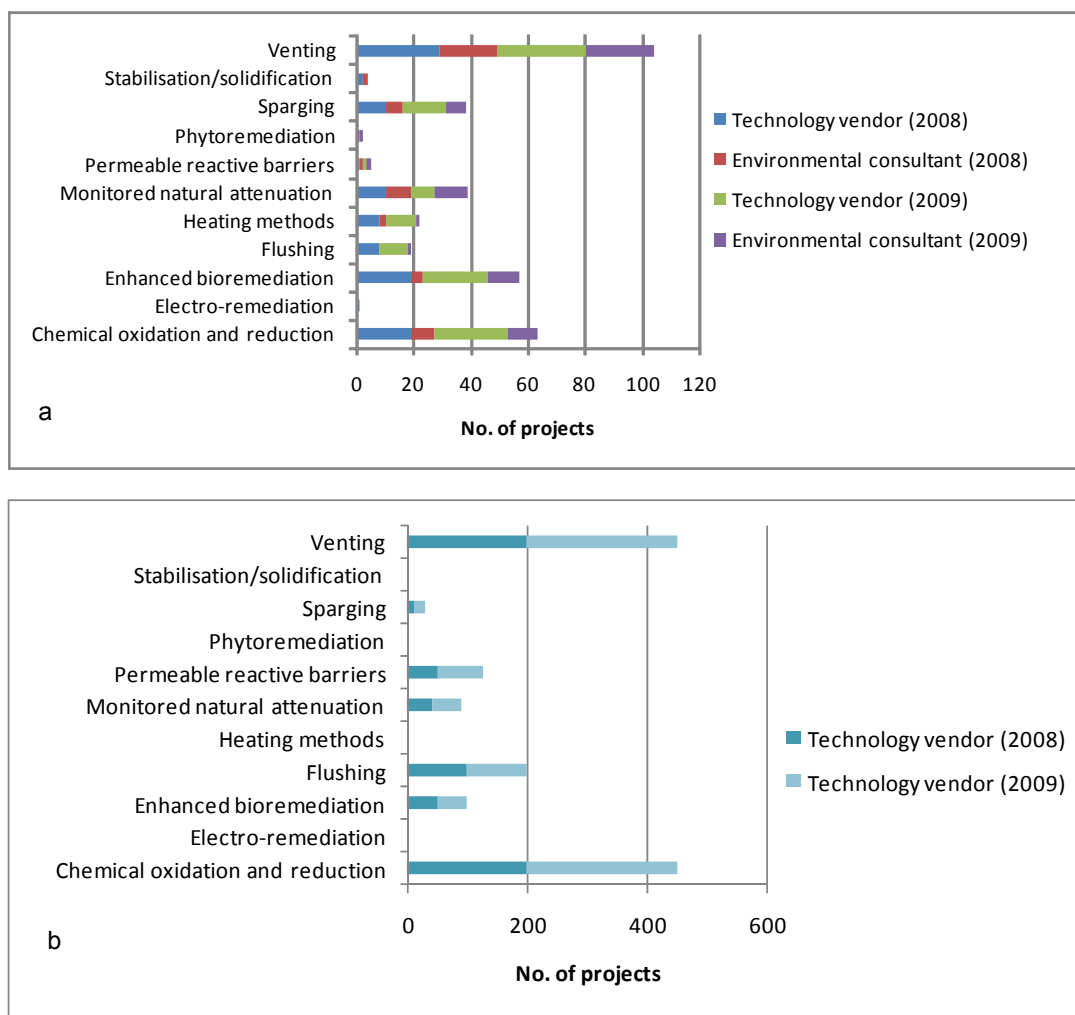 Venting
Stabilisation/solidification
Sparging
Phytoremediation
Permeable reactive barriers
Monitored natural attenuation
Heating methods
Flushing
Enhanced bioremediation
Electro-remediation
Chemical oxidation and reduction
0 20 40 60 80 100 120
No. of projects
a
Technology vendor (2008)
Environmental consultant (2008)
Technology vendor (2009)
Environmental consultant (2009)
Venting
Stabilisation/solidification
Sparging
Phytoremediation
Permeable reactive barriers
Monitored natural attenuation
Heating methods
Flushing
Enhanced bioremediation
Electro-remediation
Chemical oxidation and reduction
0 200 400 600
No. of projects
b
Technology vendor (2008)
Technology vendor (2009)